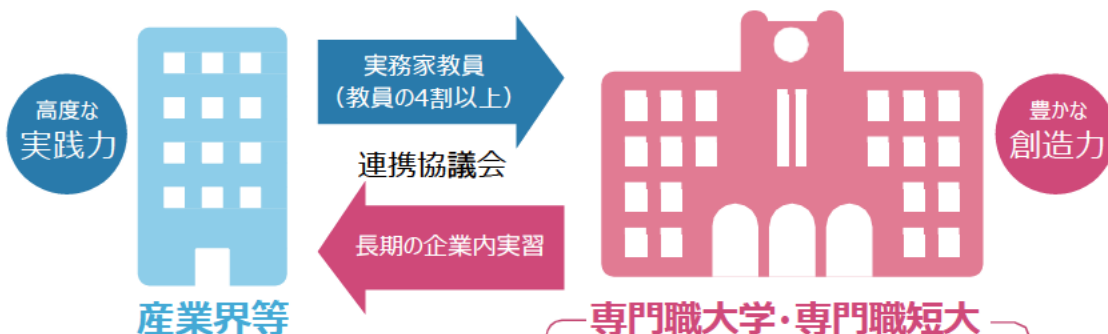 高度な
実践力
実務家教員
（教員の4割以上）
連携協議会
長期の企業内実習
豊かな
創造力
産業界等
専門職大学・専門職短大